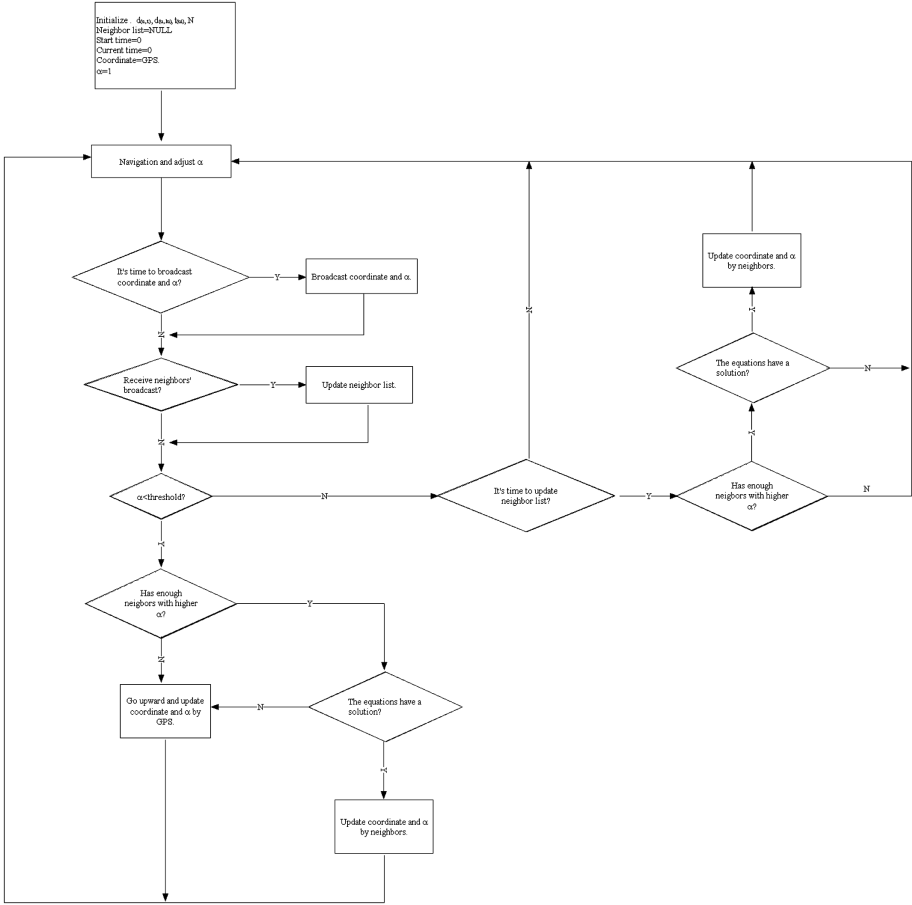 Initialize . N
Neighbor list=NULL
Start time=0
Current time=0
Coordinate=GPS.
α=1
Navigation and adjust α
It's time to broadcast
coordinate and α?
Y
Broadcast coordinate and α.
N
Receive neighbors'
broadcast?
Y
Update neighbor list.
N
α<threshold?
N
It's time to update
neighbor list?
N
Y
Has enough
neigbors with higher
α?
N
Y
The equations have a
solution?
N
Y
Update coordinate and α
by neighbors.
Y
Has enough
neigbors with higher
α?
Y
N
Go upward and update
coordinate and α by
GPS.
N
The equations have a
solution?
Y
Update coordinate and α
by neighbors.